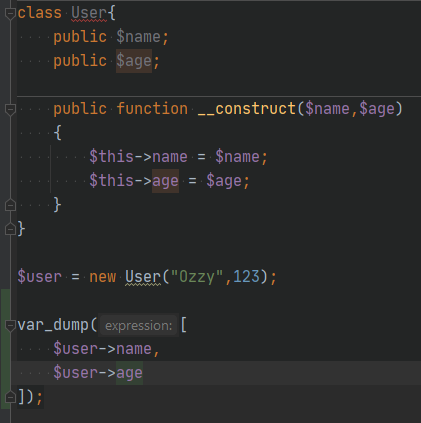 class User{
public $name;
public $age;
public function __construct($name,$age)
{
$this->name = $name;
$this->age = $age;
}
}
$user = new User("Ozzy",123);
var_dump( expression: [
$user->name,
$user->age
]);